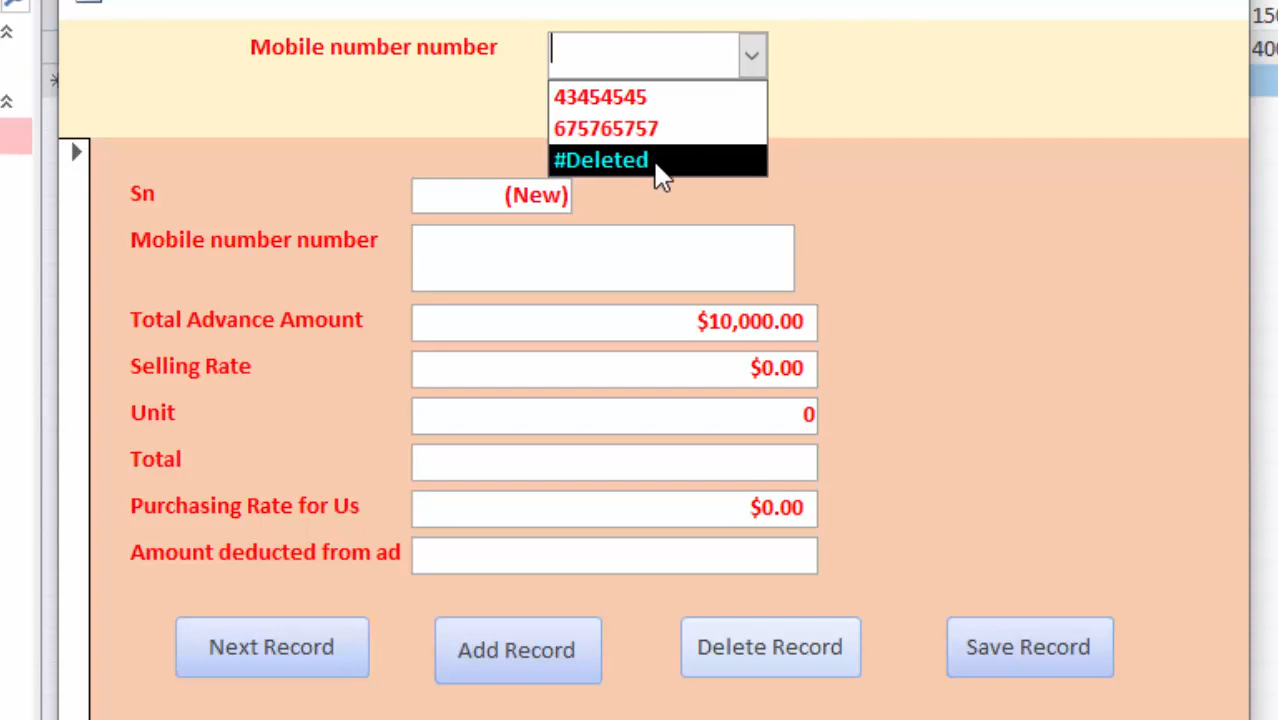 150
400
Mobile number number
43454545
675765757
#Deleted
Sn
(New)
Mobile number number
Total Advance Amount
$10,000.00
Selling Rate
$0.00
Unit
0
Total
Purchasing Rate for Us
$0.00
Amount deducted from ad
Next Record
Add Record
Delete Record
Save Record